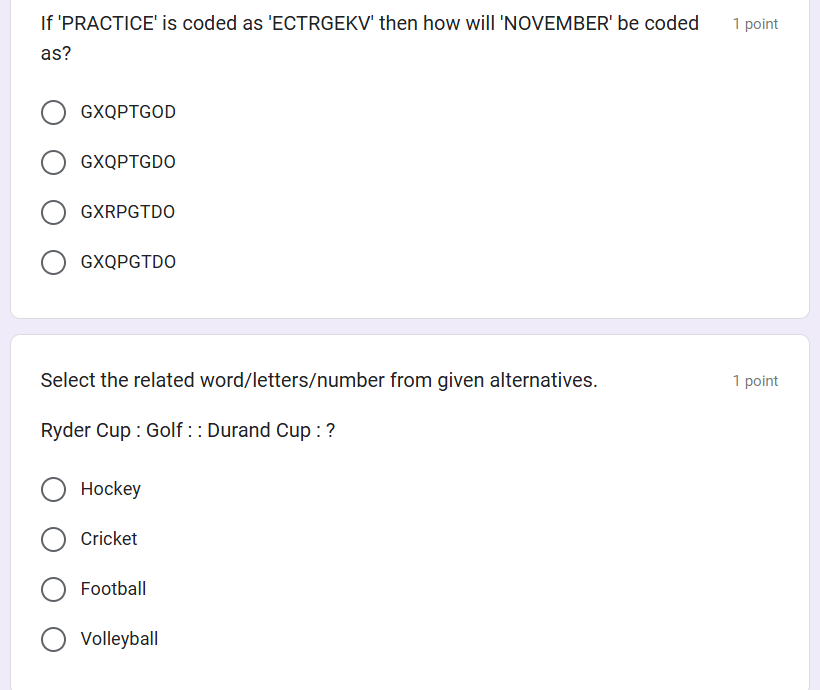 If 'PRACTICE' is coded as 'ECTRGEKV' then how will 'NOVEMBER' be coded
1 point
as?
GXQPTGOD
GXQPTGDO
GXRPGTDO
GXQPGTDO
Select the related word/letters/number from given alternatives.
1 point
Ryder Cup : Golf : : Durand Cup : ?
Hockey
Cricket
Football
Volleyball